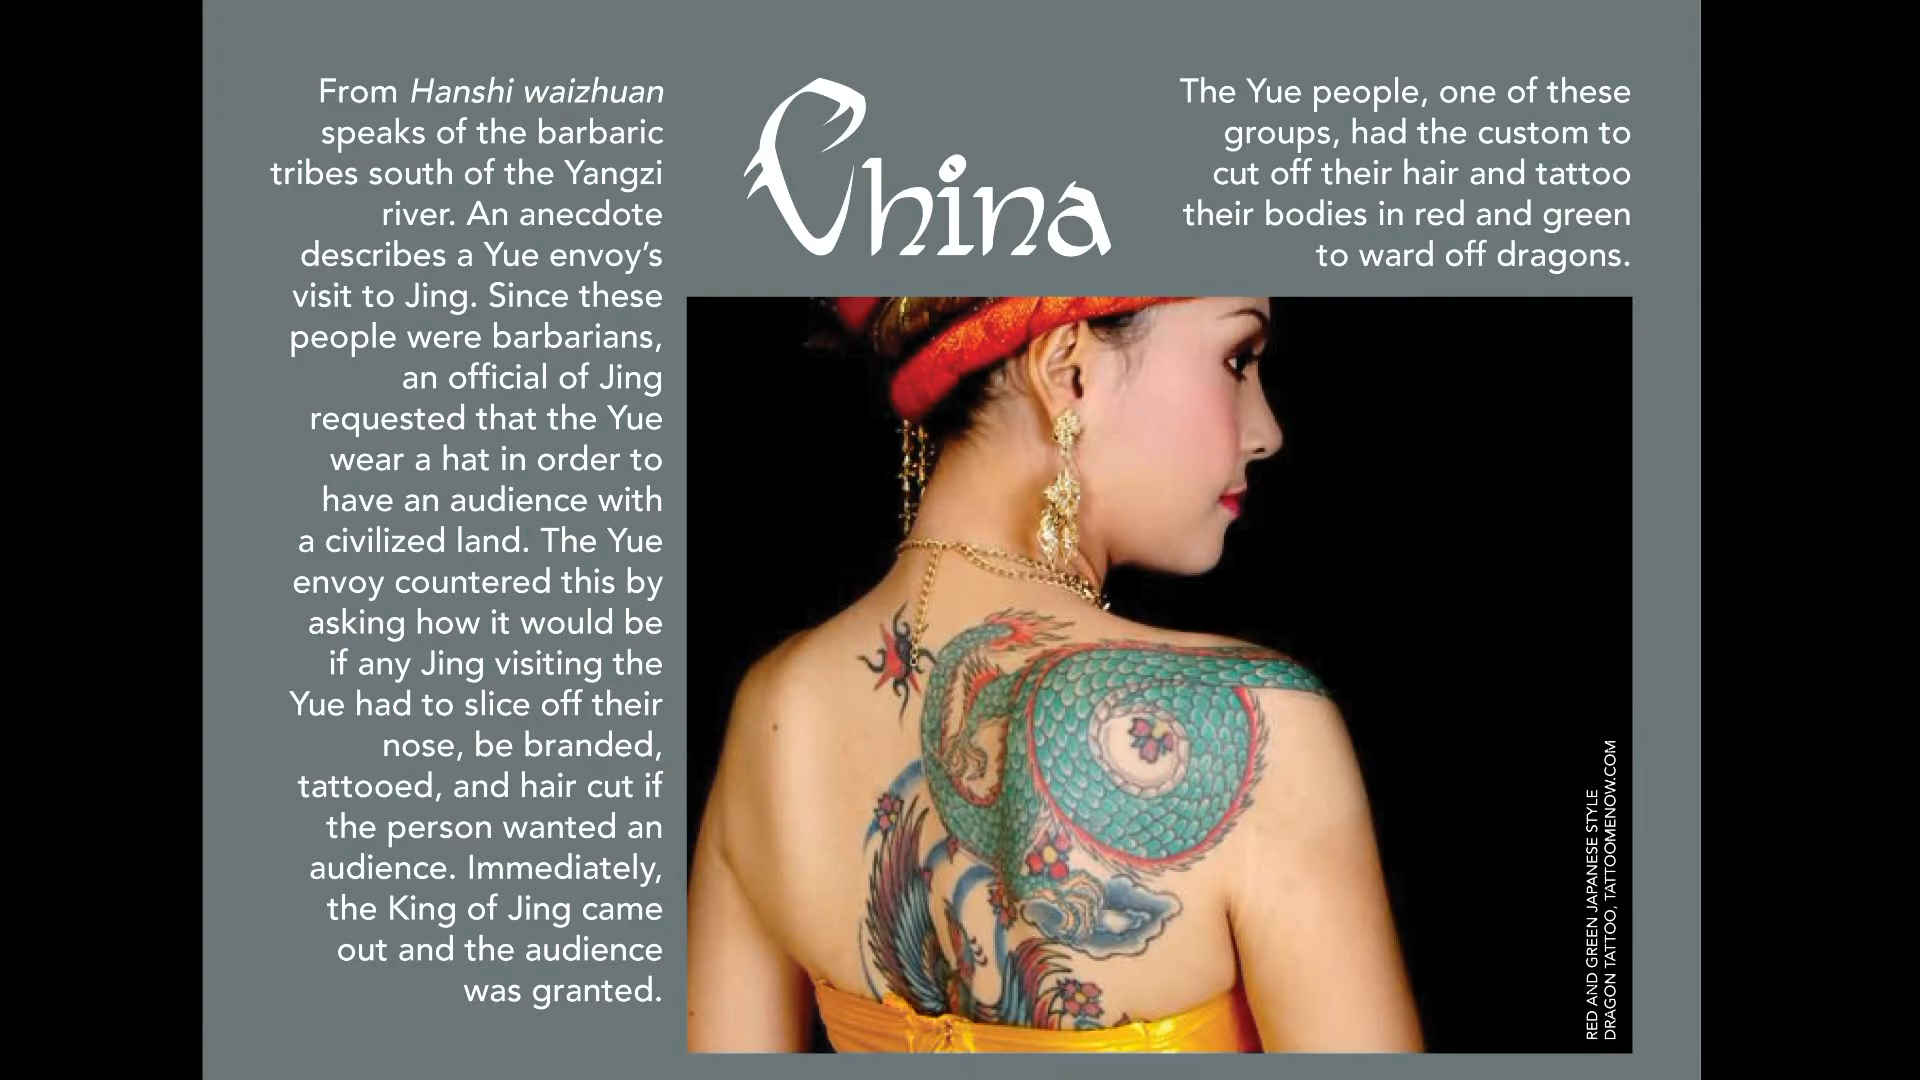 From Hanshi waizhuan
speaks of the barbaric
tribes south of the Yangzi
river. An anecdote
describes a Yue envoy’s
visit to Jing. Since these
people were barbarians,
an official of Jing
requested that the Yue
wear a hat in order to
have an audience with
a civilized land. The Yue
envoy countered this by
asking how it would be
if any Jing visiting the
Yue had to slice off their
nose, be branded,
tattooed, and hair cut if
the person wanted an
audience. Immediately,
the King of Jing came
out and the audience
was granted.
China
The Yue people, one of these
groups, had the custom to
cut off their hair and tattoo
their bodies in red and green
to ward off dragons.
RED AND GREEN JAPANESE STYLE
DRAGON TATTOO, TATTOOMENOW.COM